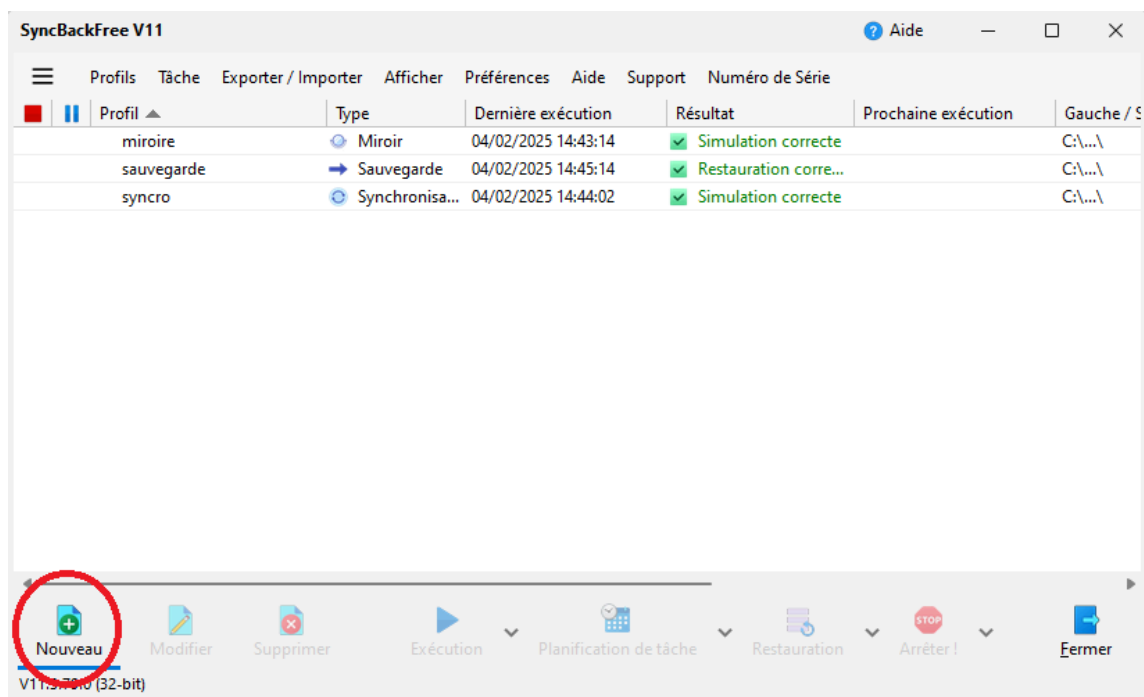 SyncBackFree V11 Aide
Profils Tâche Exporter / Importer Afficher Préférences Aide Support Numéro de Série
Profil Type Dernière exécution Résultat Prochaine exécution Gauche / S
miroire Miroir 04/02/2025 14:43:14 Simulation correcte C:\...\
sauvegarde Sauvegarde 04/02/2025 14:45:14 Restauration corre... C:\...\
syncro Synchronisa... 04/02/2025 14:44:02 Simulation correcte C:\...\
STOP
Nouveau Modifier Supprimer Exécution Planification de tâche Restauration Arrêter ! Fermer
(32-bit)